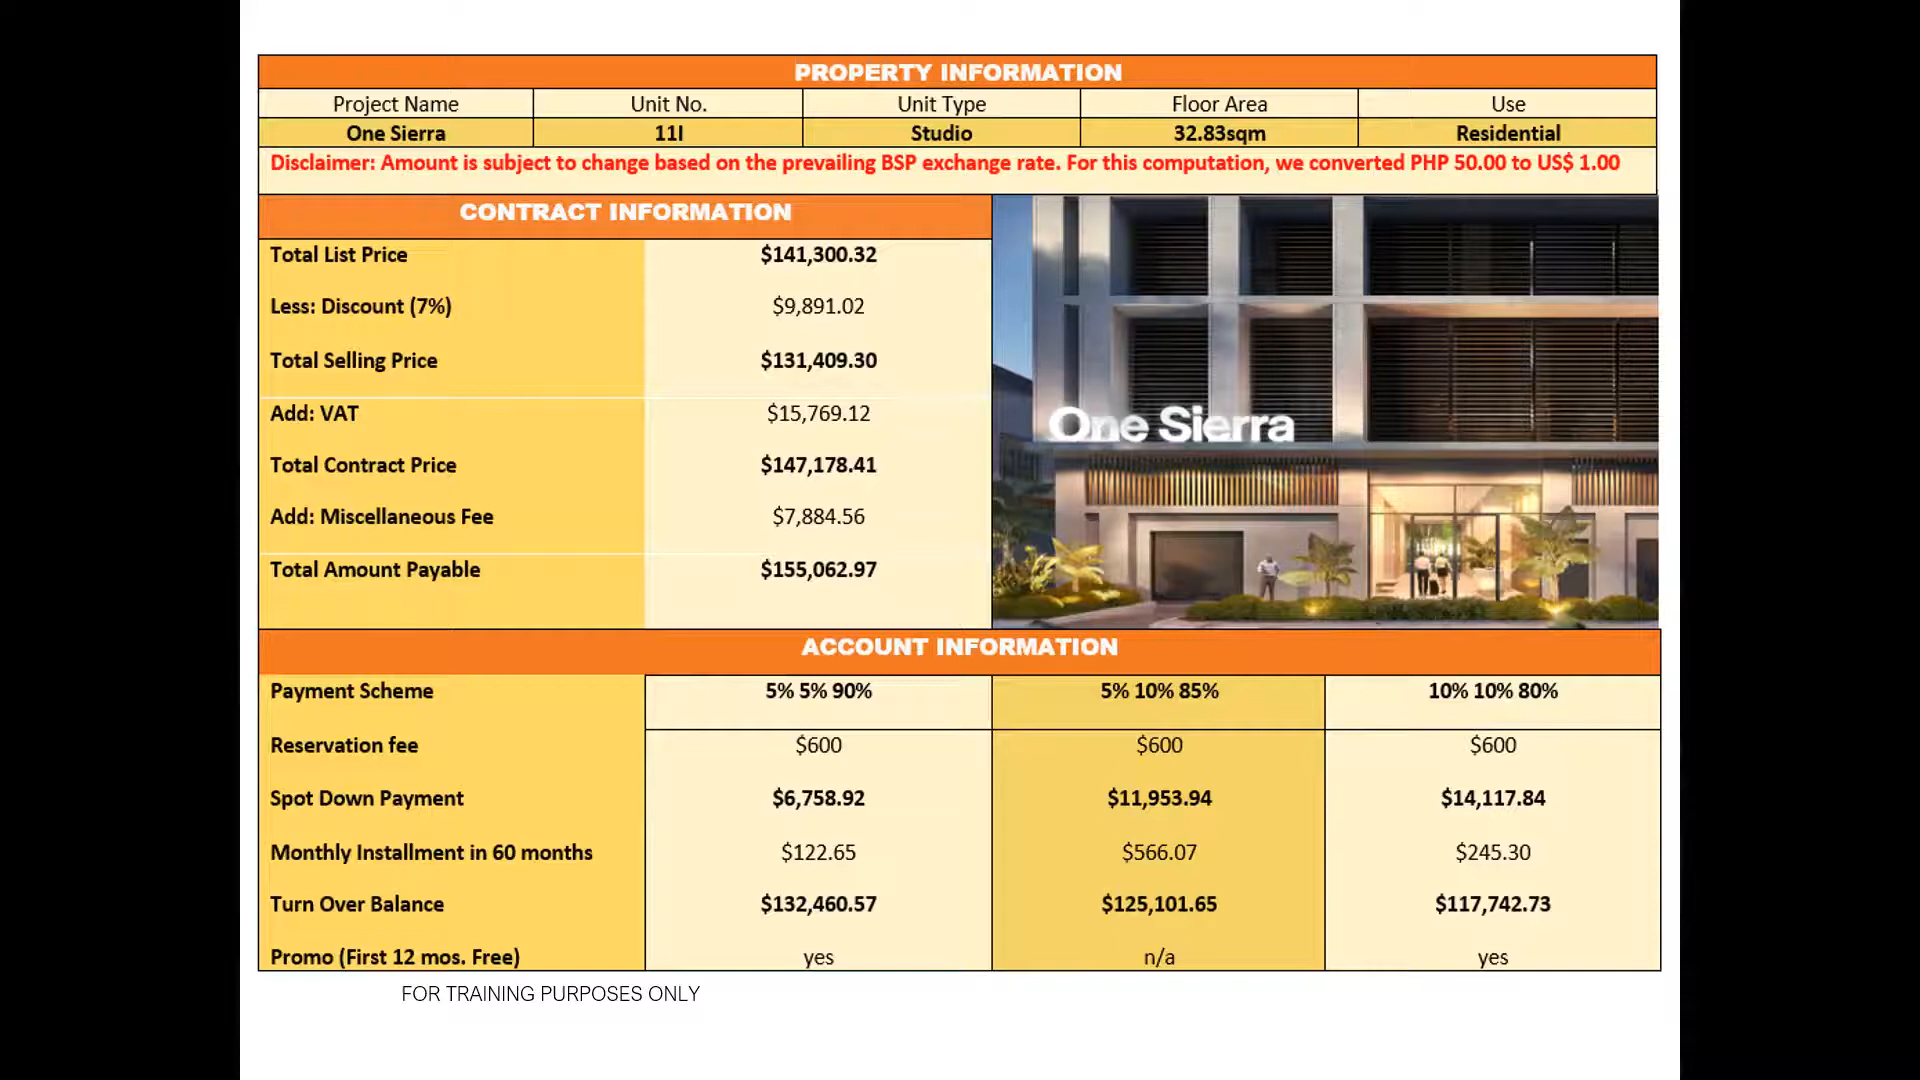 PROPERTY INFORMATION
Project Name Unit No. Unit Type Floor Area Use
One Sierra 11I Studio 32.83sqm Residential
Disclaimer: Amount is subject to change based on the prevailing BSP exchange rate. For this computation, we converted PHP 50.00 to US$ 1.00
CONTRACT INFORMATION
Total List Price $141,300.32
Less: Discount (7%) $9,891.02
Total Selling Price $131,409.30
Add: VAT $15,769.12
Total Contract Price $147,178.41
Add: Miscellaneous Fee $7,884.56
Total Amount Payable $155,062.97
One Sierra
ACCOUNT INFORMATION
Payment Scheme 5% 5% 90% 5% 10% 85% 10% 10% 80%
Reservation fee $600 $600 $600
Spot Down Payment $6,758.92 $11,953.94 $14,117.84
Monthly Installment in 60 months $122.65 $566.07 $245.30
Turn Over Balance $132,460.57 $125,101.65 $117,742.73
Promo (First 12 mos. Free) yes n/a yes
FOR TRAINING PURPOSES ONLY